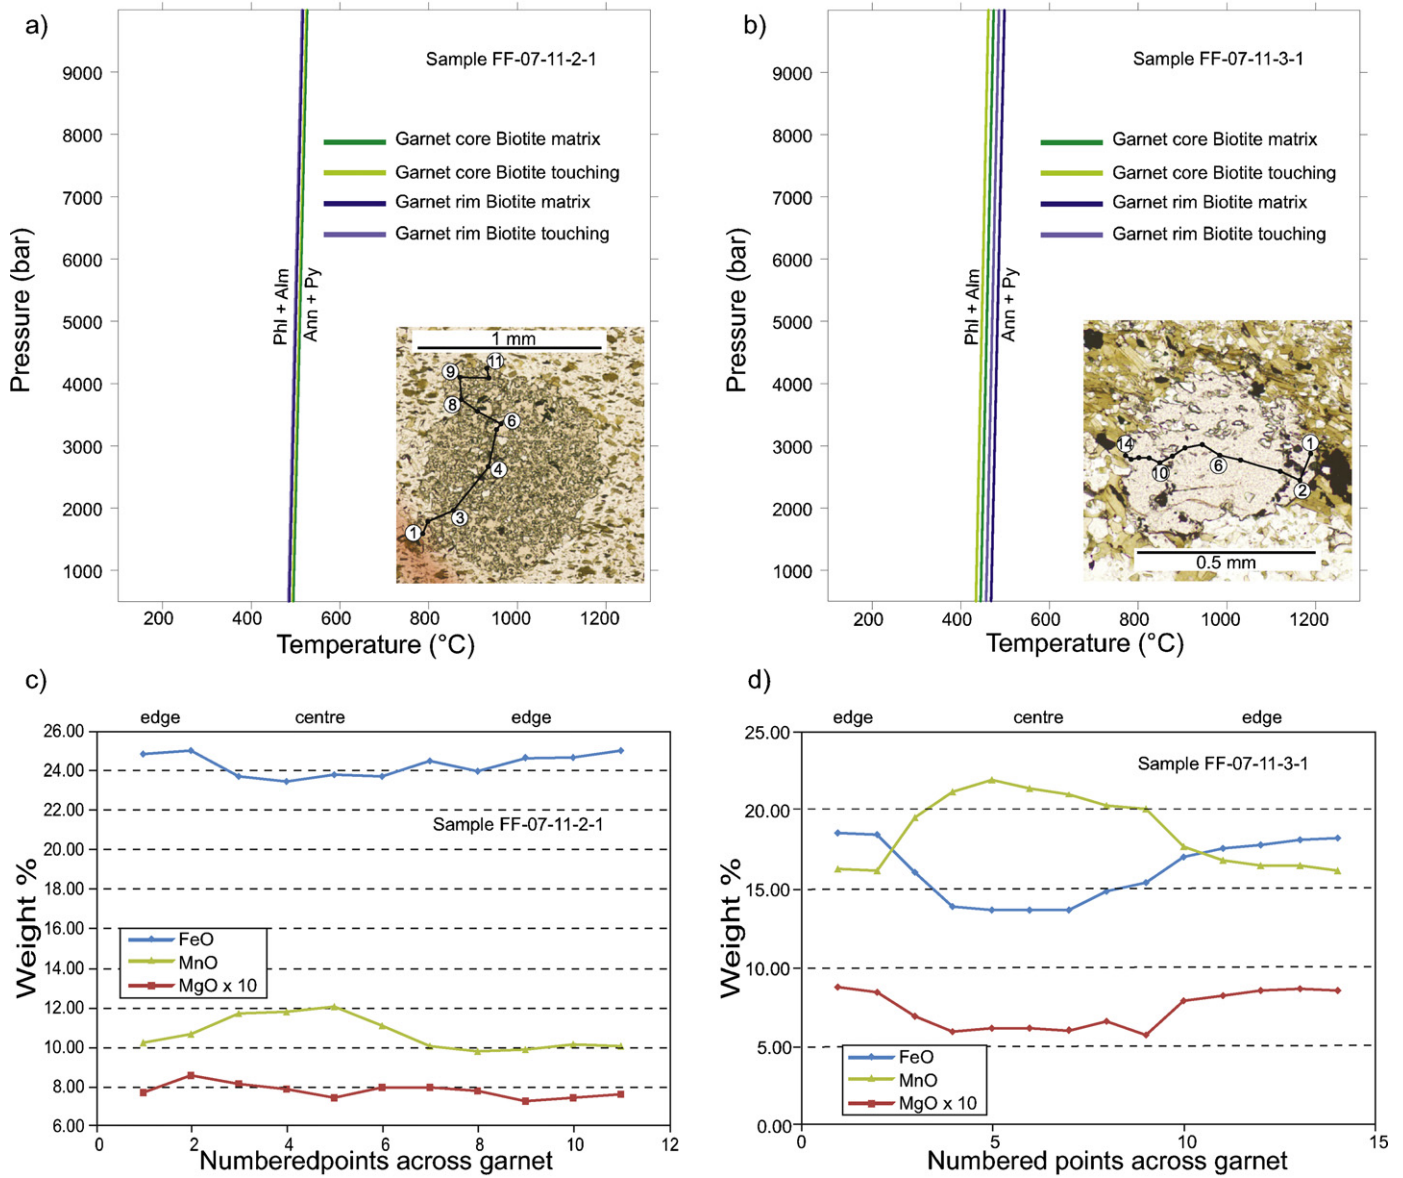 a)
Sample FF-07-11-2-1
9000
8000
7000
6000
5000
4000
3000
2000
1000
Pressure (bar)
Garnet core Biotite matrix
Garnet core Biotite touching
Garnet rim Biotite matrix
Garnet rim Biotite touching
Phl + Alm
Ann + Py
1 mm
11
9
8
6
4
3
1
200 400 600 800 1000 1200
Temperature (°C)
b)
Sample FF-07-11-3-1
9000
8000
7000
6000
5000
4000
3000
2000
1000
Pressure (bar)
Garnet core Biotite matrix
Garnet core Biotite touching
Garnet rim Biotite matrix
Garnet rim Biotite touching
Phl + Alm
Ann + Py
14
10
6
1
2
0.5 mm
200 400 600 800 1000 1200
Temperature (°C)
c)
edge centre edge
26.00
24.00
22.00
20.00
18.00
16.00
14.00
12.00
10.00
8.00
6.00
Weight %
Sample FF-07-11-2-1
FeO
MnO
MgO x 10
0 2 4 6 8 10 12
Numberedpoints across garnet
d)
edge centre edge
25.00
20.00
15.00
10.00
5.00
0.00
Weight %
Sample FF-07-11-3-1
FeO
MnO
MgO x 10
0 5 10 15
Numbered points across garnet